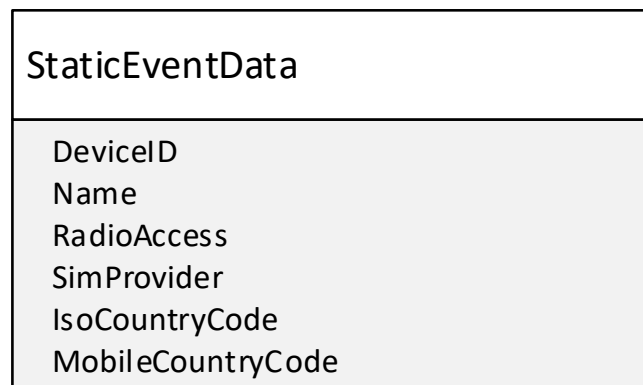 StaticEventData
DeviceID
Name
RadioAccess
SimProvider
IsoCountryCode
MobileCountryCode